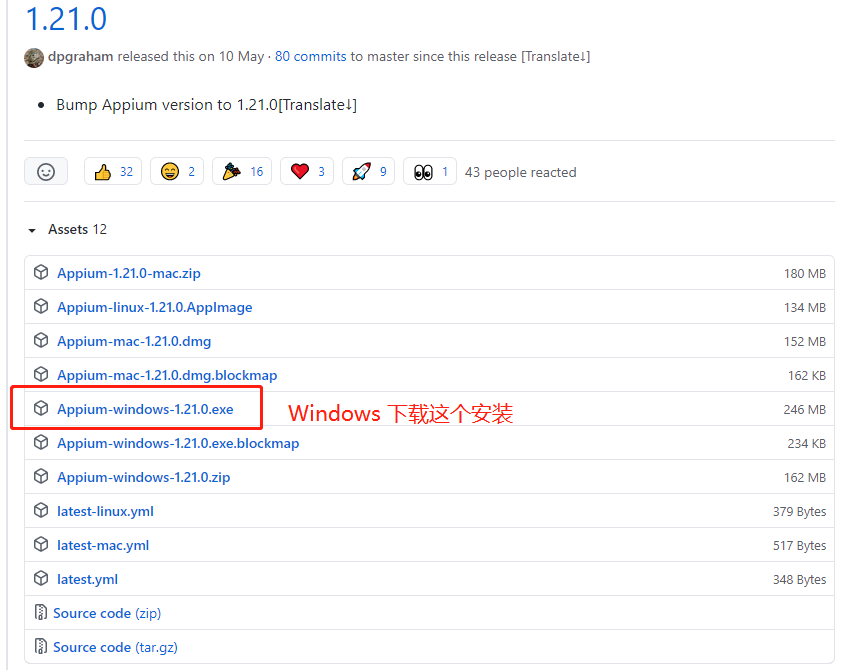 1.21.0
dpgraham released this on 10 May · 80 commits to master since this release [Translate↓]
• Bump Appium version to 1.21.0[Translate↓]
32 2 16 3 9 1 43 people reacted
Assets 12
Appium-1.21.0-mac.zip 180 MB
Appium-linux-1.21.0.AppImage 134 MB
Appium-mac-1.21.0.dmg 152 MB
Appium-mac-1.21.0.dmg.blockmap 162 KB
Appium-windows-1.21.0.exe Windows 下载这个安装 246 MB
Appium-windows-1.21.0.exe.blockmap 234 KB
Appium-windows-1.21.0.zip 162 MB
latest-linux.yml 379 Bytes
latest-mac.yml 517 Bytes
latest.yml 348 Bytes
Source code (zip)
Source code (tar.gz)